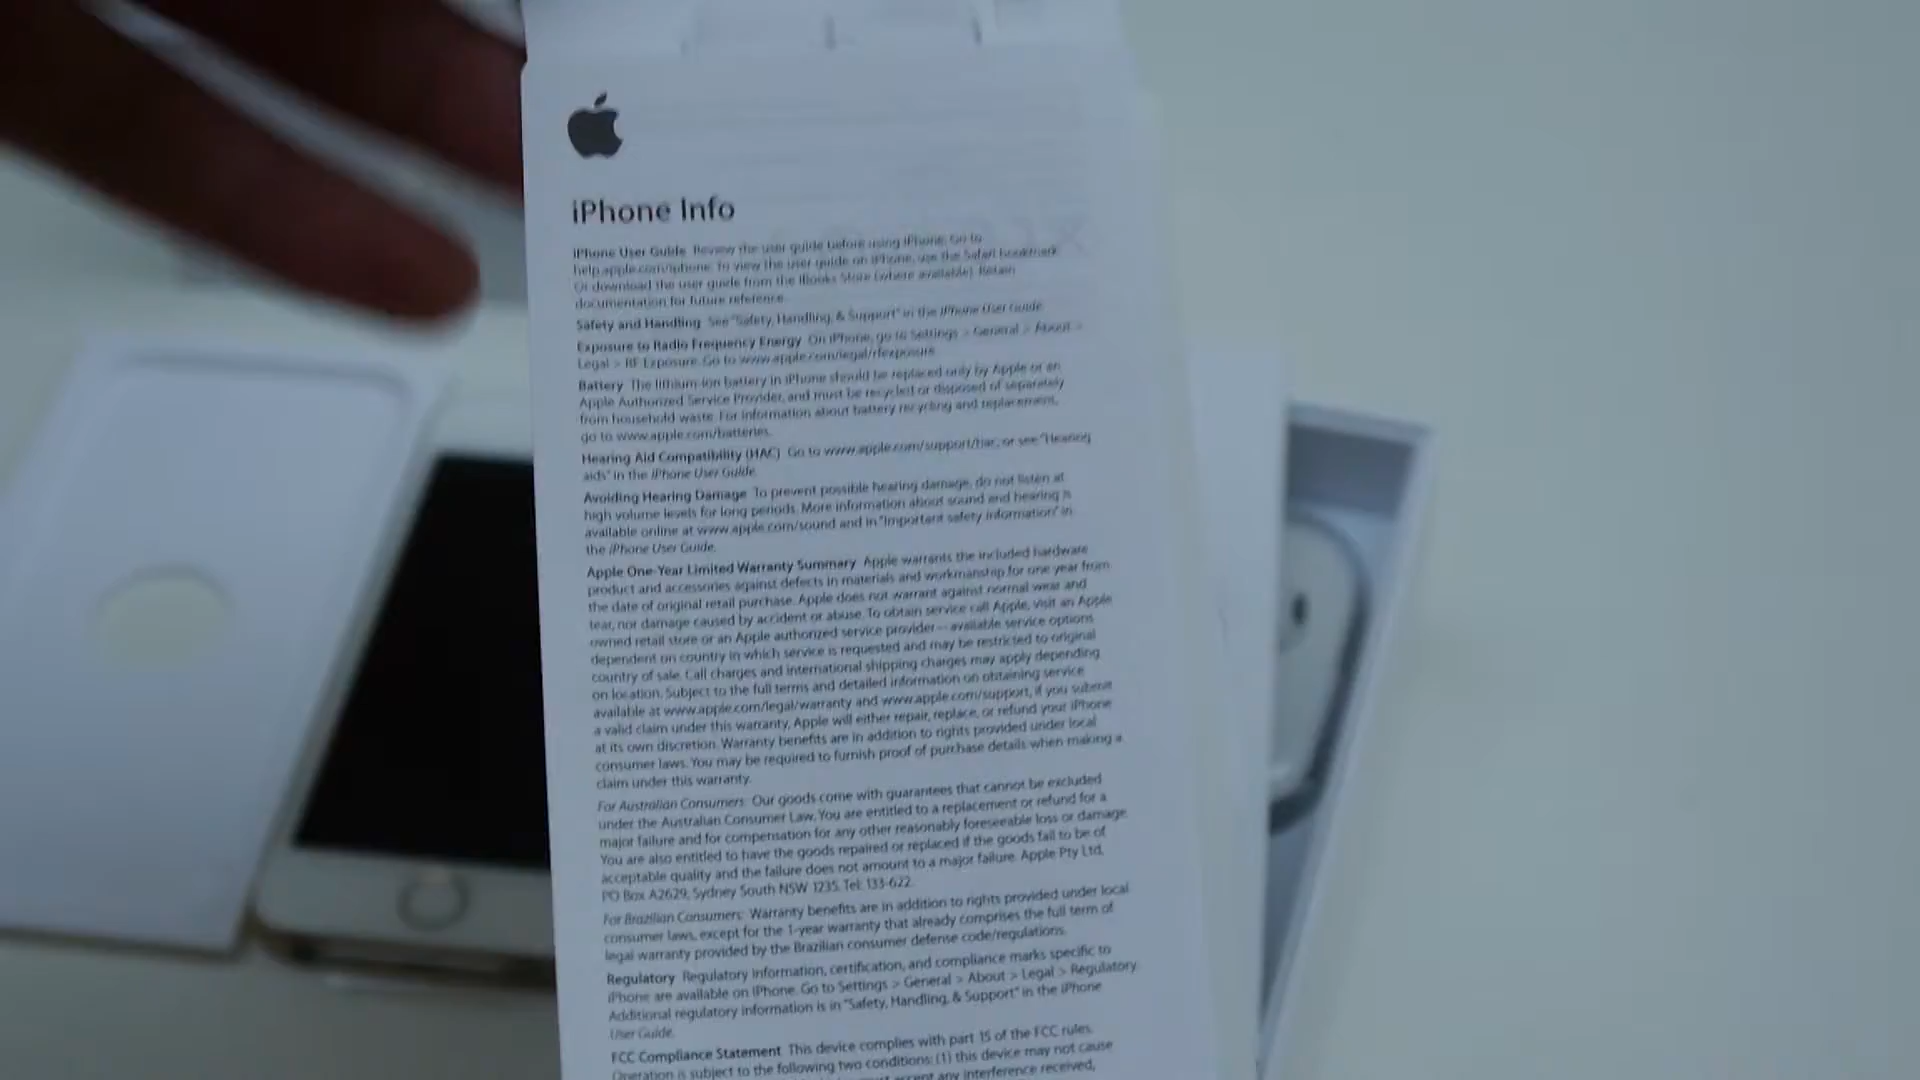 iPhone Info
iPhone User Guide Review the user guide before using iPhone. Go to
help.apple.com/iphone. To view the user guide on iPhone, use the Safari bookmark.
Or download the user guide from the iBooks Store (where available). Retain
documentation for future reference.
Safety and Handling See "Safety, Handling, & Support" in the iPhone User Guide.
Exposure to Radio Frequency Energy On iPhone, go to Settings > General > About >
Legal > RF Exposure. Go to www.apple.com/legal/rfexposure.
Battery The lithium-ion battery in iPhone should be replaced only by Apple or an
Apple Authorized Service Provider, and must be recycled or disposed of separately
from household waste. For information about battery recycling and replacement,
go to www.apple.com/batteries.
Hearing Aid Compatibility (HAC) Go to www.apple.com/support/hac, or see "Hearing
aids" in the iPhone User Guide.
Avoiding Hearing Damage To prevent possible hearing damage, do not listen at
high volume levels for long periods. More information about sound and hearing is
available online at www.apple.com/sound and in "Important safety information" in
the iPhone User Guide.
Apple One-Year Limited Warranty Summary Apple warrants the included hardware
product and accessories against defects in materials and workmanship for one year from
the date of original retail purchase. Apple does not warrant against normal wear and
tear, nor damage caused by accident or abuse. To obtain service call Apple, visit an Apple
owned retail store or an Apple authorized service provider—available service options
dependent on country in which service is requested and may be restricted to original
country of sale. Call charges and international shipping charges may apply depending
on location. Subject to the full terms and detailed information on obtaining service
available at www.apple.com/legal/warranty and www.apple.com/support, if you submit
a valid claim under this warranty, Apple will either repair, replace, or refund your iPhone
at its own discretion. Warranty benefits are in addition to rights provided under local
consumer laws. You may be required to furnish proof of purchase details when making a
claim under this warranty.
For Australian Consumers: Our goods come with guarantees that cannot be excluded
under the Australian Consumer Law. You are entitled to a replacement or refund for a
major failure and for compensation for any other reasonably foreseeable loss or damage.
You are also entitled to have the goods repaired or replaced if the goods fail to be of
acceptable quality and the failure does not amount to a major failure. Apple Pty Ltd,
PO Box A2629, Sydney South NSW 1235. Tel: 133-622.
For Brazilian Consumers: Warranty benefits are in addition to rights provided under local
consumer laws, except for the 1-year warranty that already comprises the full term of
legal warranty provided by the Brazilian consumer defense code/regulations.
Regulatory Regulatory information, certification, and compliance marks specific to
iPhone are available on iPhone. Go to Settings > General > About > Legal > Regulatory.
Additional regulatory information is in "Safety, Handling, & Support" in the iPhone
User Guide.
FCC Compliance Statement This device complies with part 15 of the FCC rules.
Operation is subject to the following two conditions: (1) this device may not cause
must accept any interference received,